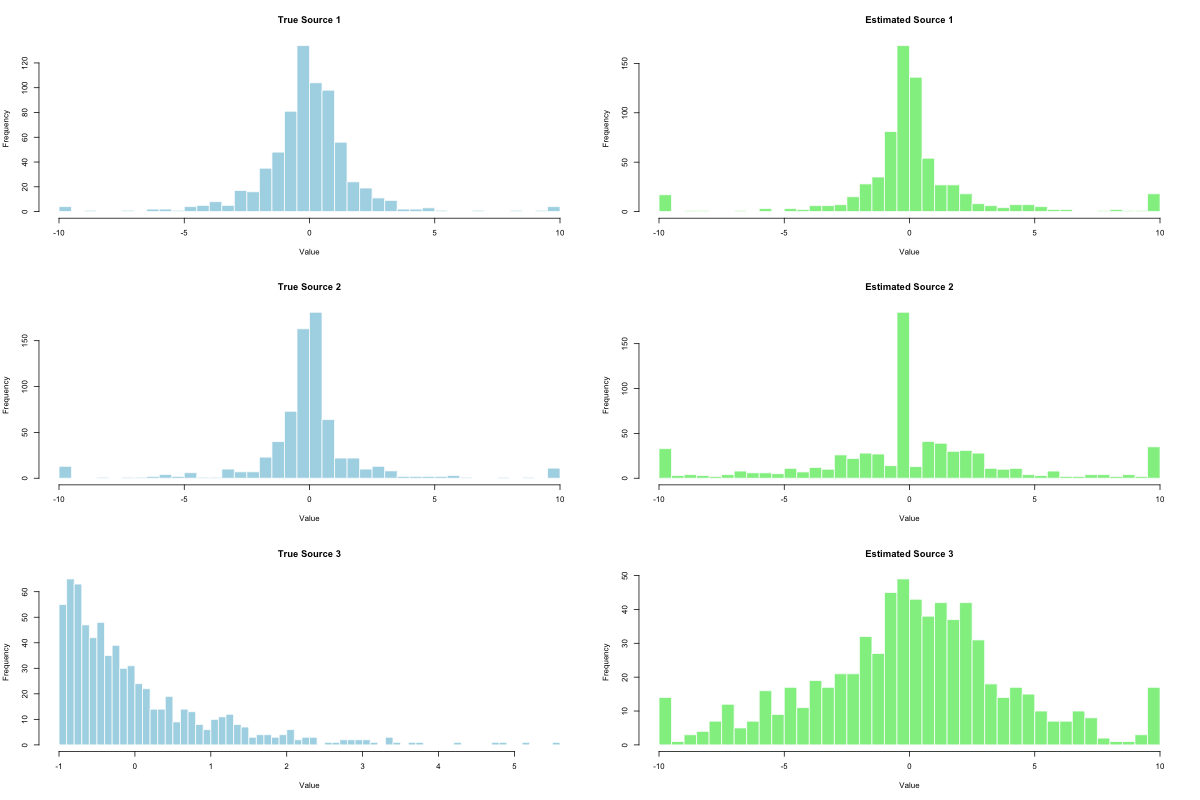 True Source 1
Frequency
0 20 40 60 80 100 120
-10 -5 0 5 10
Value
Estimated Source 1
Frequency
0 50 100 150
-10 -5 0 5 10
Value
True Source 2
Frequency
0 50 100 150
-10 -5 0 5 10
Value
Estimated Source 2
Frequency
0 50 100 150
-10 -5 0 5 10
Value
True Source 3
Frequency
0 10 20 30 40 50 60
-1 0 1 2 3 4 5
Value
Estimated Source 3
Frequency
0 10 20 30 40 50
-10 -5 0 5 10
Value